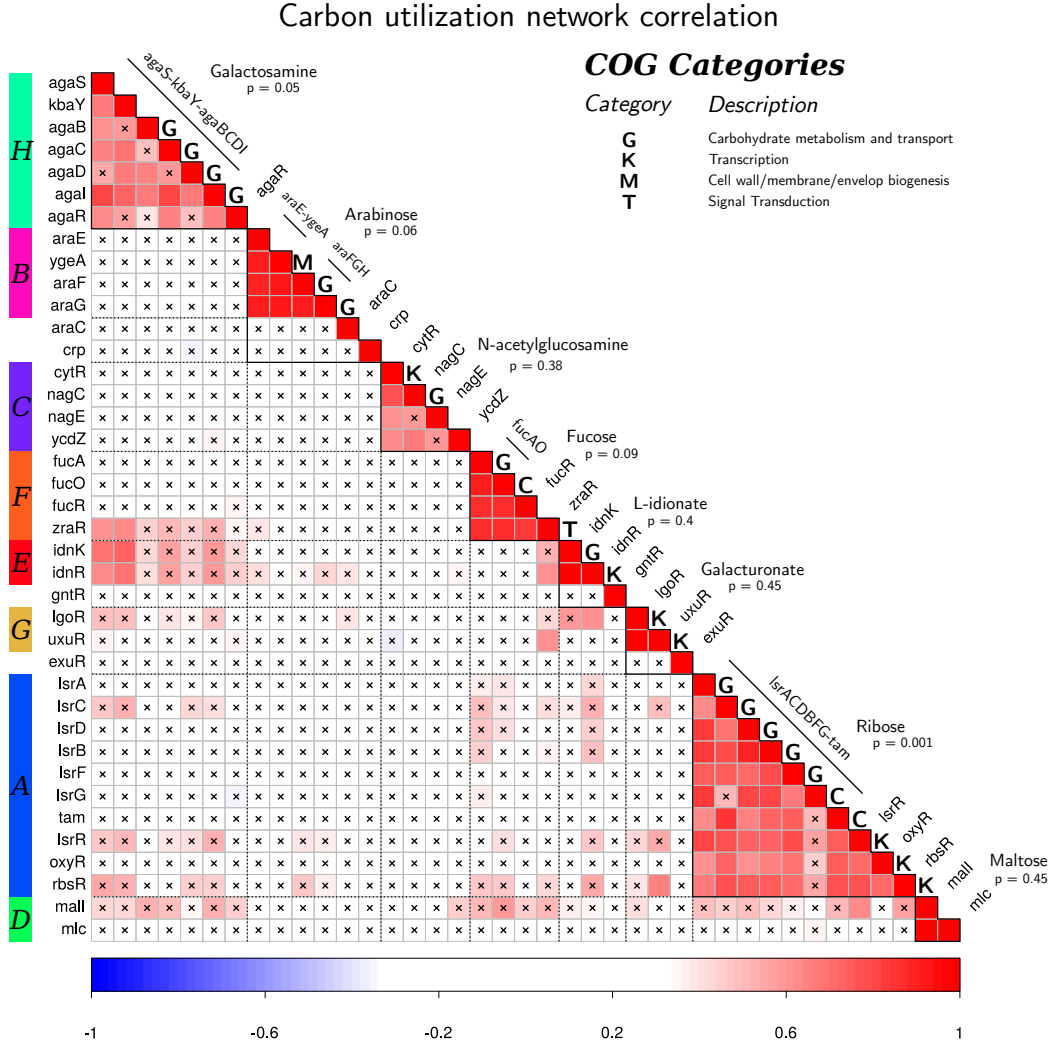 Carbon utilization network correlation
COG Categories
Category Description
G Carbohydrate metabolism and transport
K Transcription
M Cell wall/membrane/envelop biogenesis
T Signal Transduction
agaS-kbaY-agaBCDI
Galactosamine
p = 0.05
agaR
araE-ygeA
araFGH
Arabinose
p = 0.06
araC
crp
cytR
nagC
nagE
ycdZ
N-acetylglucosamine
p = 0.38
fucAO
fucR
Fucose
p = 0.09
zraR
idnK
idnR
gntR
L-idionate
p = 0.4
lgoR
uxuR
exuR
Galacturonate
p = 0.45
lsrACDBFG-tam
Ribose
p = 0.001
lsrR
oxyR
rbsR
malI
mlc
Maltose
p = 0.45
H
B
C
F
E
G
A
D
agaS
kbaY
agaB G
agaC G
agaD G
agaI G
agaR
araE
ygeA M
araF G
araG G
araC
crp
cytR K
nagC G
nagE
ycdZ
fucA G
fucO C
fucR
zraR T
idnK G
idnR K
gntR
lgoR K
uxuR K
exuR
lsrA G
lsrC G
lsrD G
lsrB G
lsrF G
lsrG C
tam C
lsrR K
oxyR K
rbsR K
malI
mlc
-1 -0.6 -0.2 0.2 0.6 1